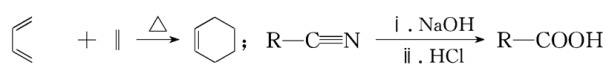 + △ ; R—C≡N ⅰ.NaOH ⅱ.HCl R—COOH